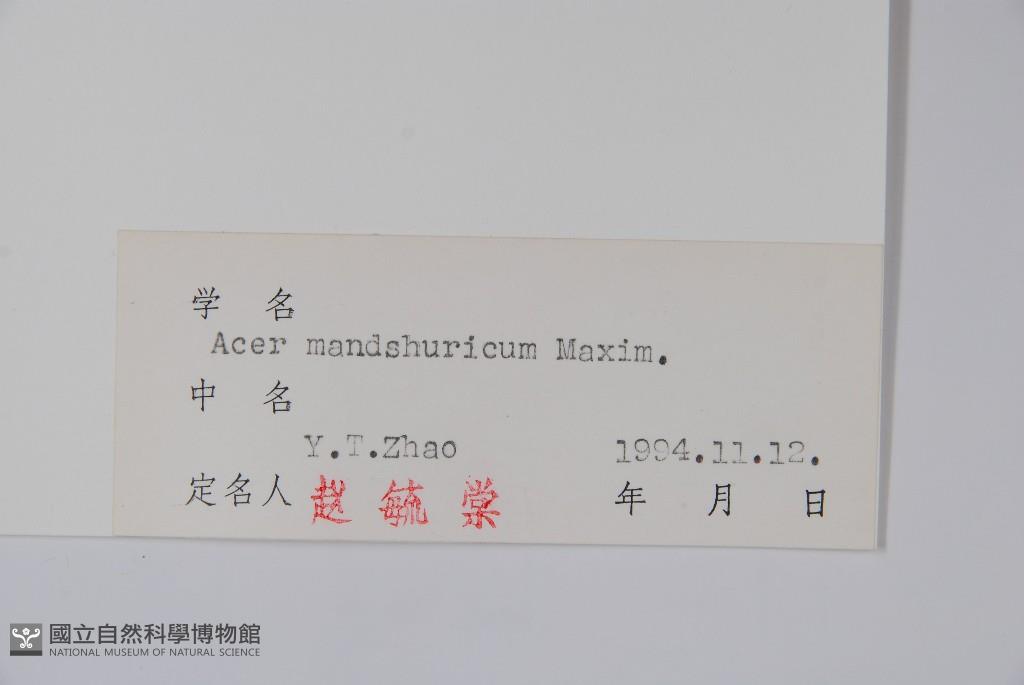 学 名
Acer mandshuricum Maxim.
中 名
Y.T.Zhao 1994.11.12.
定名人 赵毓棠 年 月 日
國立自然科學博物館
NATIONAL MUSEUM OF NATURAL SCIENCE